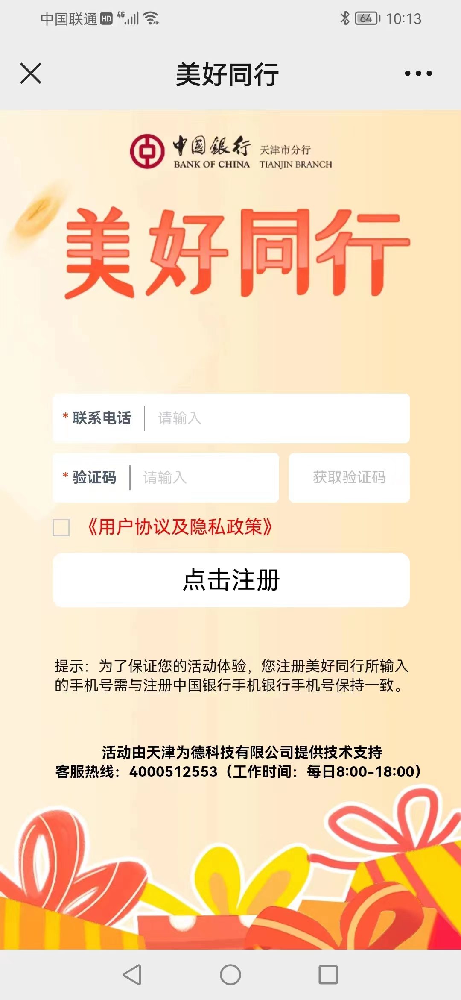 中国联通 HD 4G 64 10:13
美好同行
中國銀行 天津市分行
BANK OF CHINA TIANJIN BRANCH
美好同行
* 联系电话 请输入
* 验证码 请输入 获取验证码
《用户协议及隐私政策》
点击注册
提示：为了保证您的活动体验，您注册美好同行所输入
的手机号需与注册中国银行手机银行手机号保持一致。
活动由天津为德科技有限公司提供技术支持
客服热线：4000512553（工作时间：每日8:00-18:00）